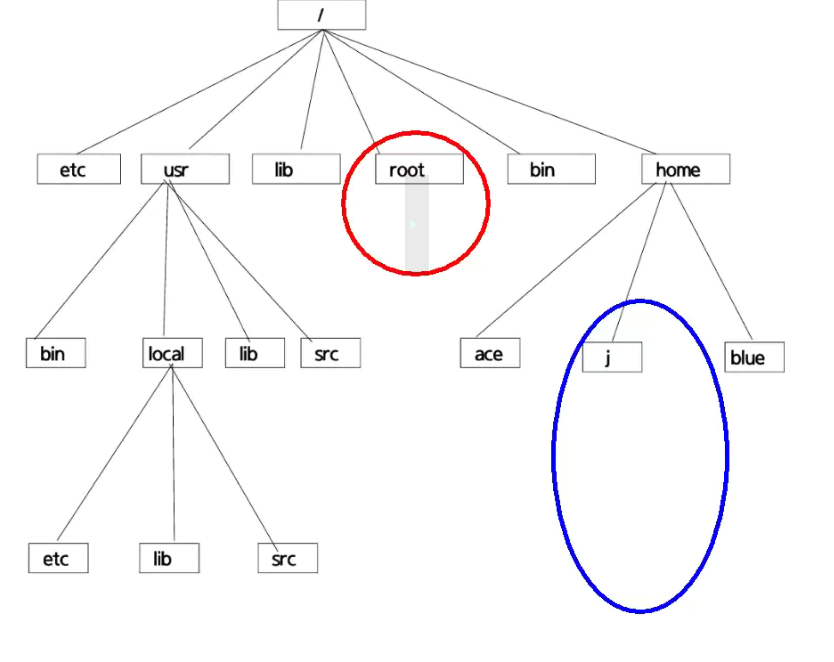 /
etc
usr
lib
root
bin
home
bin
local
lib
src
ace
j
blue
etc
lib
src